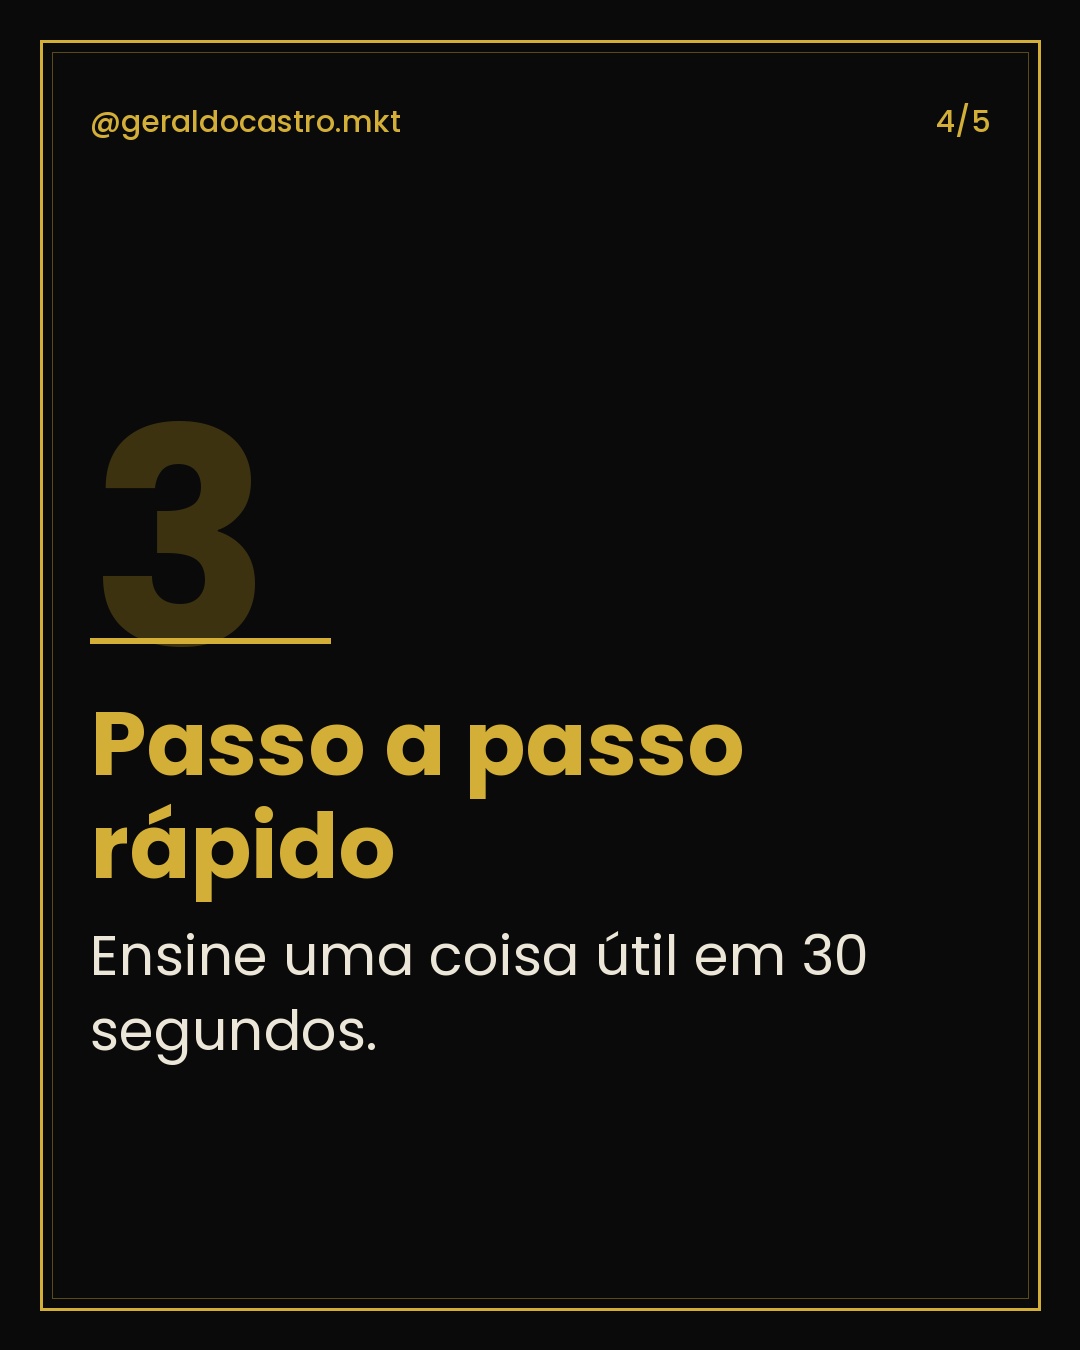 @geraldocastro.mkt
4/5
3
Passo a passo
rápido
Ensine uma coisa útil em 30
segundos.